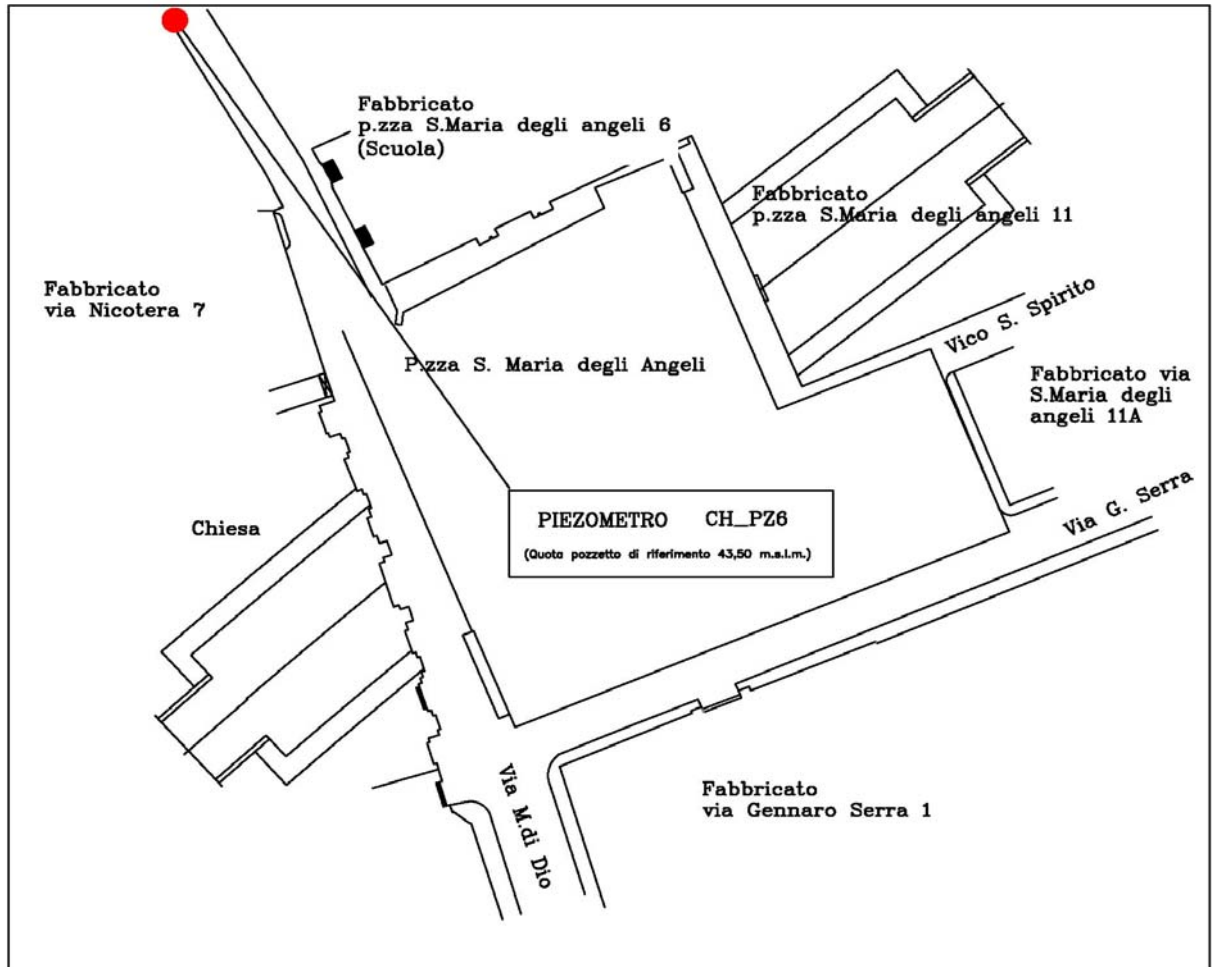 Fabbricato
p.zza S.Maria degli angeli 6
(Scuola)
Fabbricato
p.zza S.Maria degli angeli 11
Fabbricato
via Nicotera 7
Vico S. Spirito
P.zza S. Maria degli Angeli
Fabbricato via
S.Maria degli
angeli 11A
Via G. Serra
Chiesa
PIEZOMETRO CH_PZ6
(Quota pozzetto di riferimento 43,50 m.s.l.m.)
Via M.di Dio
Fabbricato
via Gennaro Serra 1